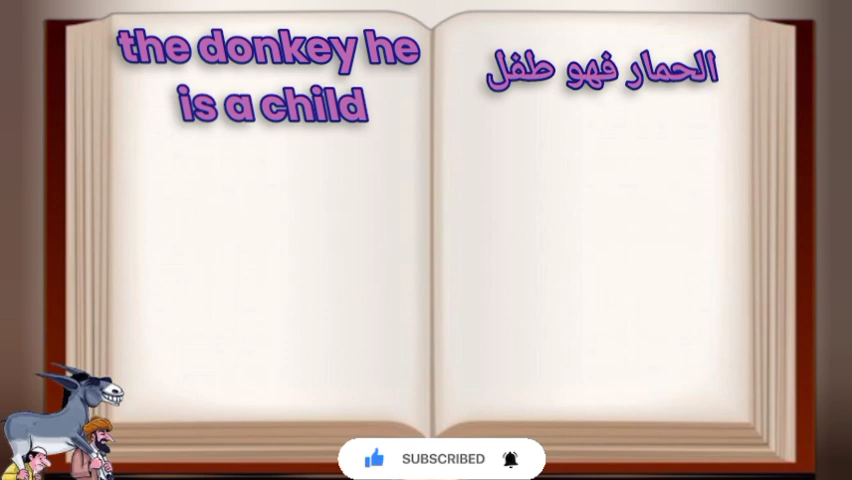 the donkey he
is a child
الحمار فهو طفل
SUBSCRIBED